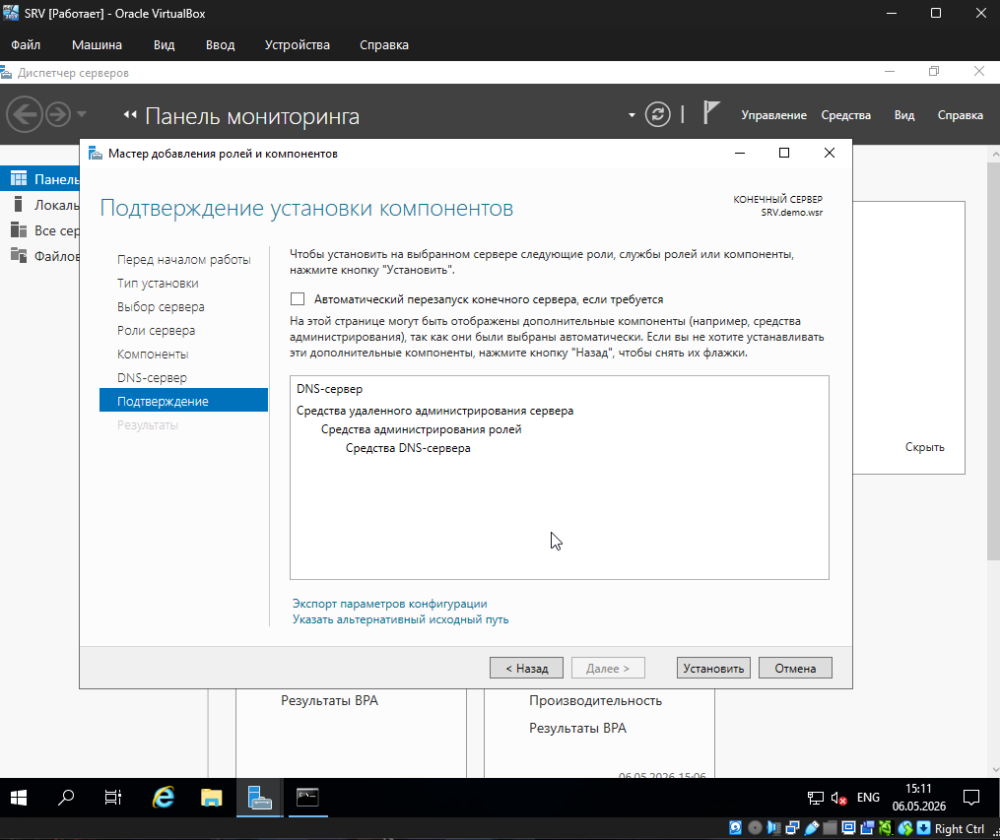 SRV [Работает] - Oracle VirtualBox
Файл Машина Вид Ввод Устройства Справка
Диспетчер серверов
Панель мониторинга
Управление Средства Вид Справка
Мастер добавления ролей и компонентов
Панель
Локаль
Все сер
Файлов
Подтверждение установки компонентов
КОНЕЧНЫЙ СЕРВЕР
SRV.demo.wsr
Перед началом работы
Тип установки
Выбор сервера
Роли сервера
Компоненты
DNS-сервер
Подтверждение
Результаты
Чтобы установить на выбранном сервере следующие роли, службы ролей или компоненты,
нажмите кнопку "Установить".
Автоматический перезапуск конечного сервера, если требуется
На этой странице могут быть отображены дополнительные компоненты (например, средства
администрирования), так как они были выбраны автоматически. Если вы не хотите устанавливать
эти дополнительные компоненты, нажмите кнопку "Назад", чтобы снять их флажки.
DNS-сервер
Средства удаленного администрирования сервера
Средства администрирования ролей
Средства DNS-сервера
Скрыть
Экспорт параметров конфигурации
Указать альтернативный исходный путь
< Назад Далее > Установить Отмена
Результаты BPA
Производительность
Результаты BPA
06.05.2026 15:06
ENG
15:11
06.05.2026
Right Ctrl